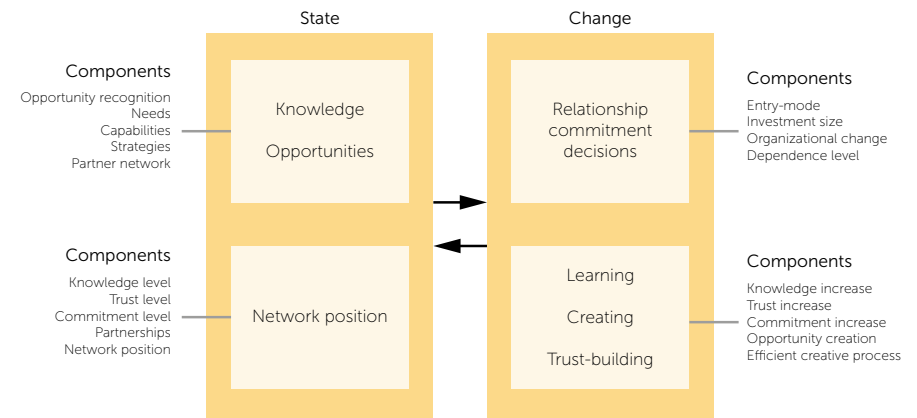 State
Change
Components
Opportunity recognition
Needs
Capabilities
Strategies
Partner network
Knowledge
Opportunities
Relationship
commitment
decisions
Components
Entry-mode
Investment size
Organizational change
Dependence level
Components
Knowledge level
Trust level
Commitment level
Partnerships
Network position
Network position
Learning
Creating
Trust-building
Components
Knowledge increase
Trust increase
Commitment increase
Opportunity creation
Efficient creative process